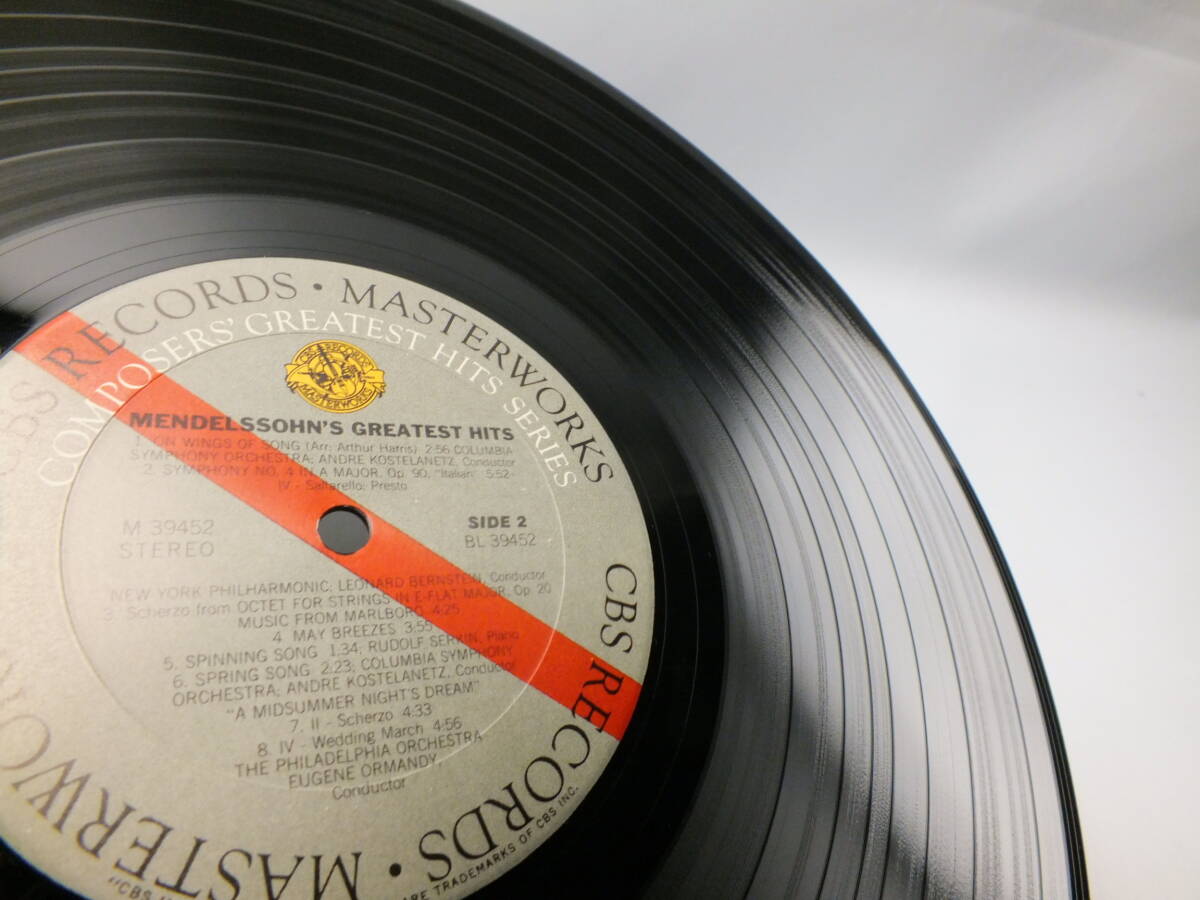 CBS RECORDS · MASTERWORKS
COMPOSERS' GREATEST HITS SERIES
CBS RECORDS
MASTERWORKS
MENDELSSOHN'S GREATEST HITS
1. ON WINGS OF SONG (Arr: Arthur Harris) 2:56 COLUMBIA
SYMPHONY ORCHESTRA; ANDRE KOSTELANETZ, Conductor
2. SYMPHONY NO. 4 IN A MAJOR, Op. 90, "Italian" 5:52
IV - Saltarello; Presto
M 39452
STEREO
SIDE 2
BL 39452
NEW YORK PHILHARMONIC; LEONARD BERNSTEIN, Conductor
3. Scherzo from OCTET FOR STRINGS IN E-FLAT MAJOR, Op. 20
MUSIC FROM MARLBORO 4:25
4. MAY BREEZES 3:55
5. SPINNING SONG 1:34; RUDOLF SERKIN, Piano
6. SPRING SONG 2:23; COLUMBIA SYMPHONY
ORCHESTRA; ANDRE KOSTELANETZ, Conductor
"A MIDSUMMER NIGHT'S DREAM"
7. II - Scherzo 4:33
8. IV - Wedding March 4:56
THE PHILADELPHIA ORCHESTRA
EUGENE ORMANDY,
Conductor
CBS RECORDS · MASTERWO
"CBS
ARE TRADEMARKS OF CBS INC.